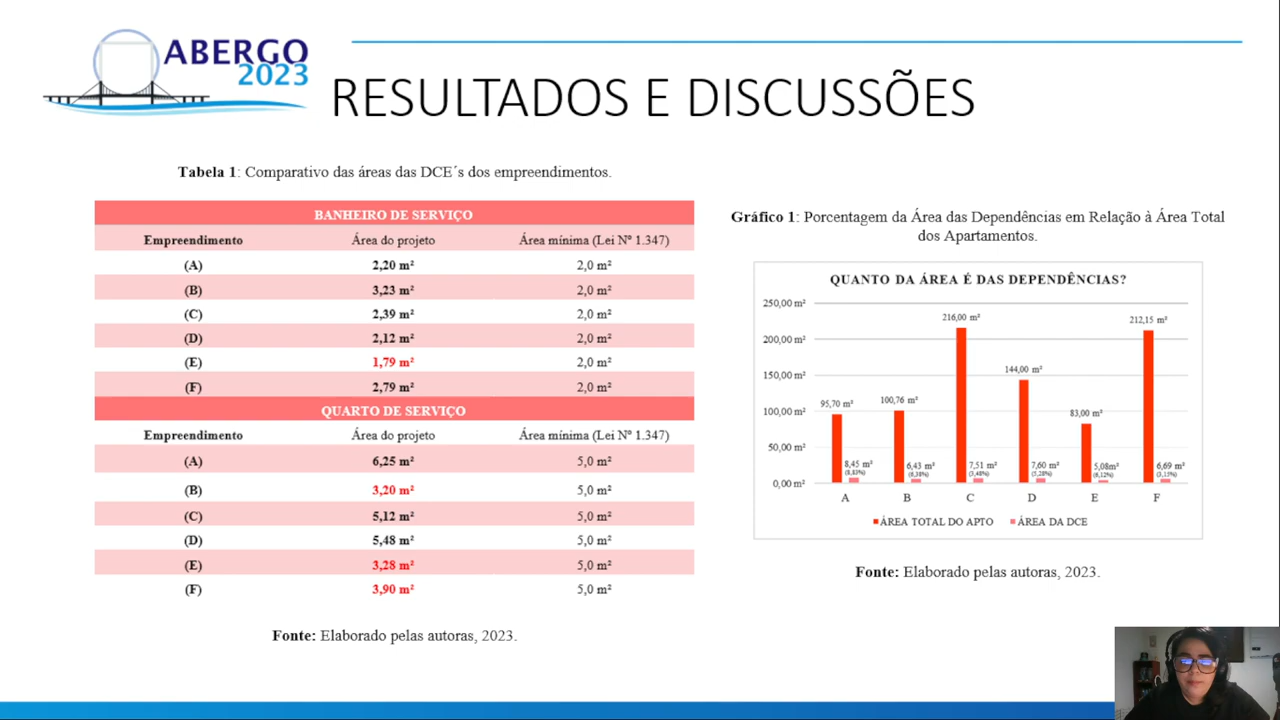 ABERGO
2023
RESULTADOS E DISCUSSÕES
Tabela 1: Comparativo das áreas das DCE´s dos empreendimentos.
BANHEIRO DE SERVIÇO
Empreendimento Área do projeto Área mínima (Lei Nº 1.347)
(A) 2,20 m² 2,0 m²
(B) 3,23 m² 2,0 m²
(C) 2,39 m² 2,0 m²
(D) 2,12 m² 2,0 m²
(E) 1,79 m² 2,0 m²
(F) 2,79 m² 2,0 m²
QUARTO DE SERVIÇO
Empreendimento Área do projeto Área mínima (Lei Nº 1.347)
(A) 6,25 m² 5,0 m²
(B) 3,20 m² 5,0 m²
(C) 5,12 m² 5,0 m²
(D) 5,48 m² 5,0 m²
(E) 3,28 m² 5,0 m²
(F) 3,90 m² 5,0 m²
Fonte: Elaborado pelas autoras, 2023.
Gráfico 1: Porcentagem da Área das Dependências em Relação à Área Total
dos Apartamentos.
QUANTO DA ÁREA É DAS DEPENDÊNCIAS?
250,00 m²
200,00 m²
150,00 m²
100,00 m²
50,00 m²
0,00 m²
95,70 m² 100,76 m² 216,00 m² 144,00 m² 83,00 m² 212,15 m²
8,45 m² 6,43 m² 7,51 m² 7,60 m² 5,08m² 6,69 m²
(8,83%) (6,38%) (3,48%) (5,28%) (6,12%) (3,15%)
A B C D E F
ÁREA TOTAL DO APTO ÁREA DA DCE
Fonte: Elaborado pelas autoras, 2023.